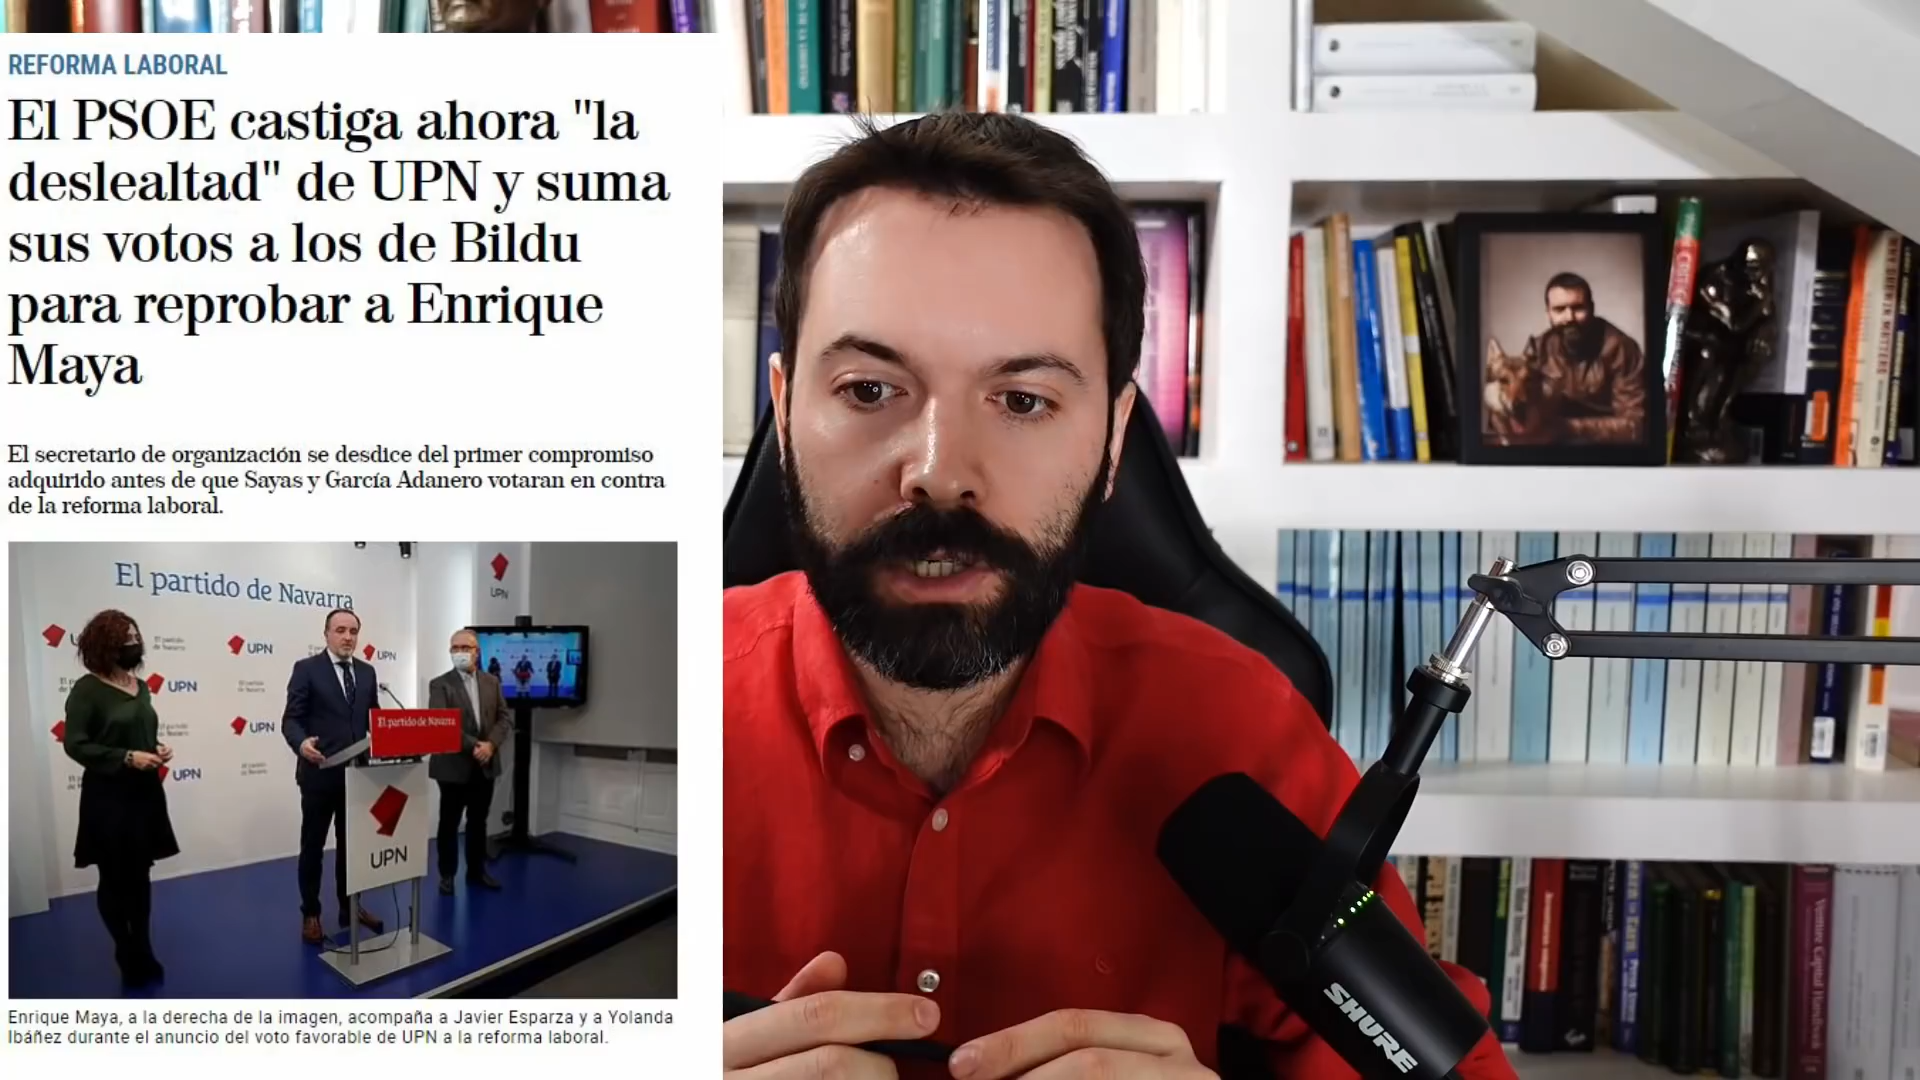 REFORMA LABORAL
El PSOE castiga ahora "la
deslealtad" de UPN y suma
sus votos a los de Bildu
para reprobar a Enrique
Maya
El secretario de organización se desdice del primer compromiso
adquirido antes de que Sayas y García Adanero votaran en contra
de la reforma laboral.
El partido de Navarra
UPN
UPN
UPN
UPN
UPN
UPN
El partido de Navarra
UPN
Enrique Maya, a la derecha de la imagen, acompaña a Javier Esparza y a Yolanda
Ibáñez durante el anuncio del voto favorable de UPN a la reforma laboral.
SHURE